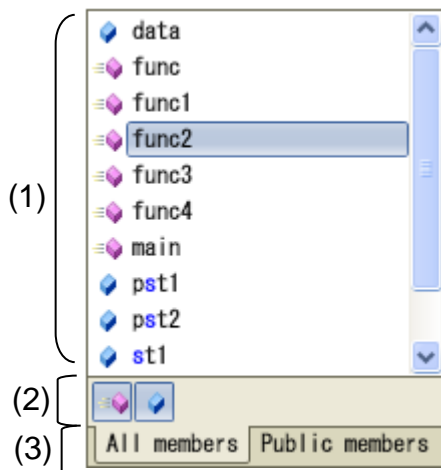 data
func
func1
func2
(1)
func3
func4
main
pst1
pst2
st1
(2)
(3)
All members
Public members